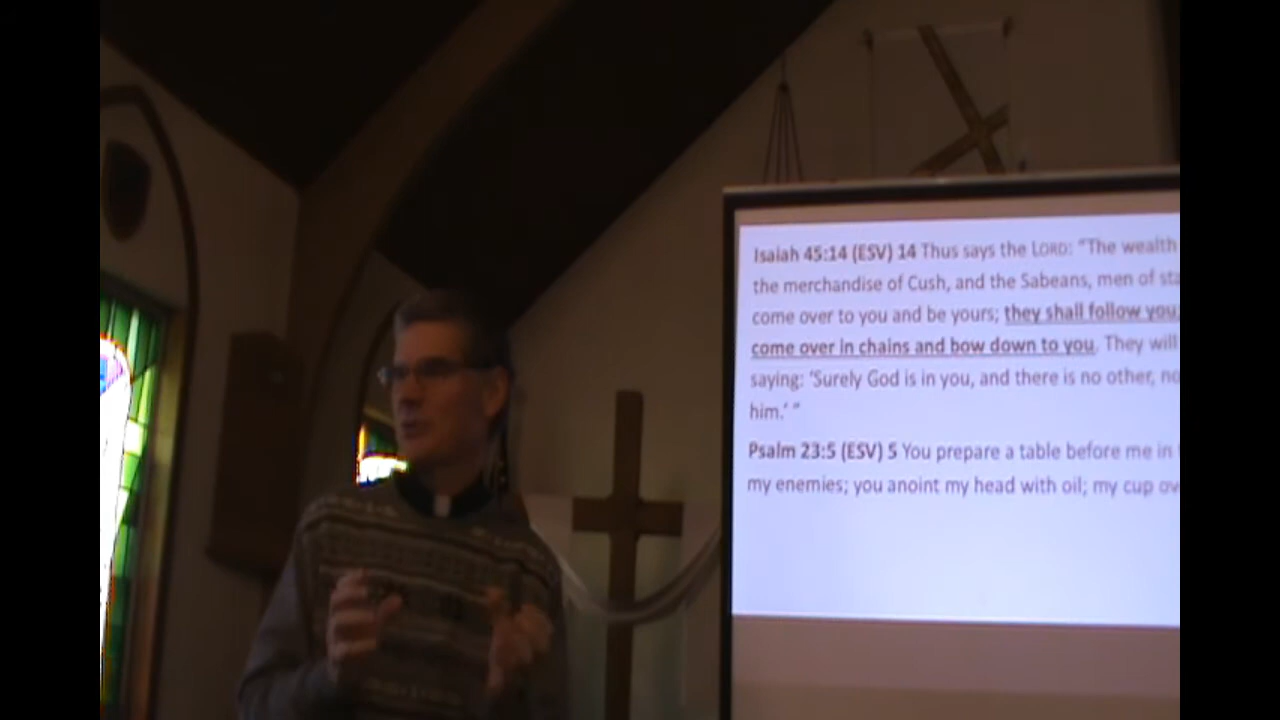 Isaiah 45:14 (ESV) 14 Thus says the LORD: “The wealth
the merchandise of Cush, and the Sabeans, men of sta
come over to you and be yours; they shall follow you;
come over in chains and bow down to you. They will
saying: ‘Surely God is in you, and there is no other, no
him.’ ”
Psalm 23:5 (ESV) 5 You prepare a table before me in
my enemies; you anoint my head with oil; my cup ov